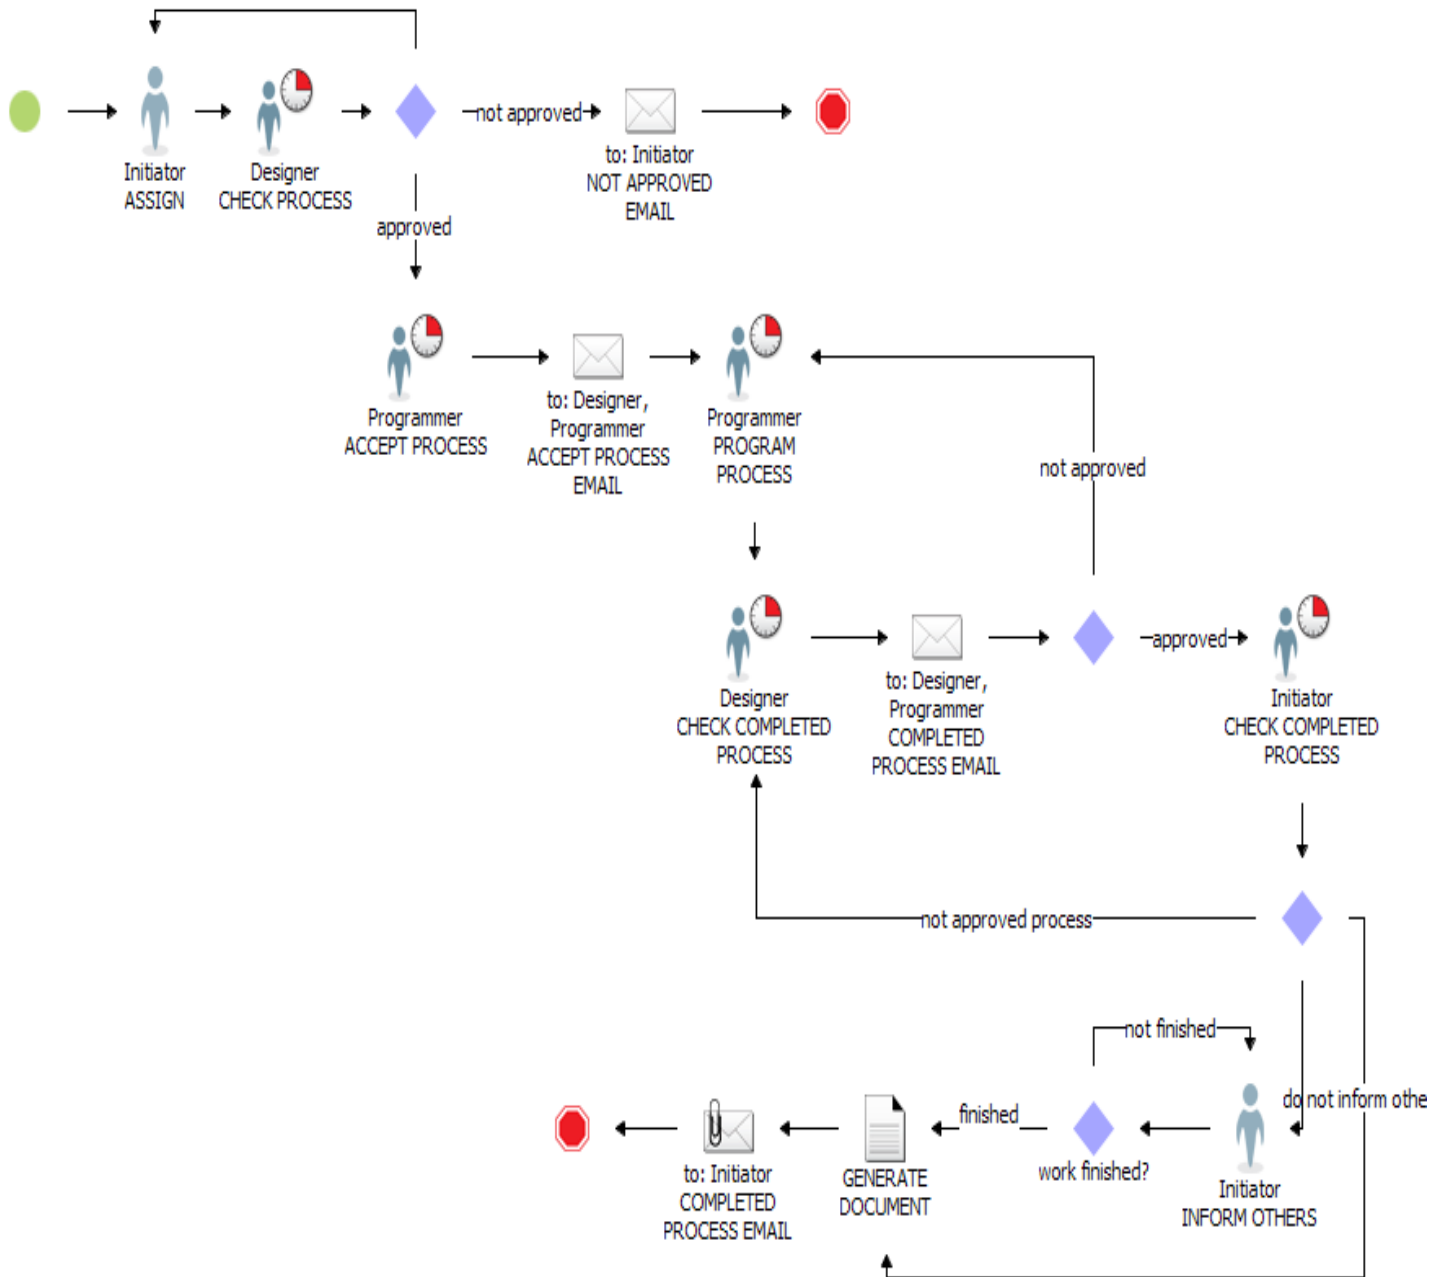 not approved
Initiator
ASSIGN
Designer
CHECK PROCESS
to: Initiator
NOT APPROVED
EMAIL
approved
Programmer
ACCEPT PROCESS
to: Designer,
Programmer
ACCEPT PROCESS
EMAIL
Programmer
PROGRAM
PROCESS
not approved
Designer
CHECK COMPLETED
PROCESS
to: Designer,
Programmer
COMPLETED
PROCESS EMAIL
approved
Initiator
CHECK COMPLETED
PROCESS
not approved process
not finished
do not inform othe
finished
work finished?
Initiator
INFORM OTHERS
GENERATE
DOCUMENT
to: Initiator
COMPLETED
PROCESS EMAIL